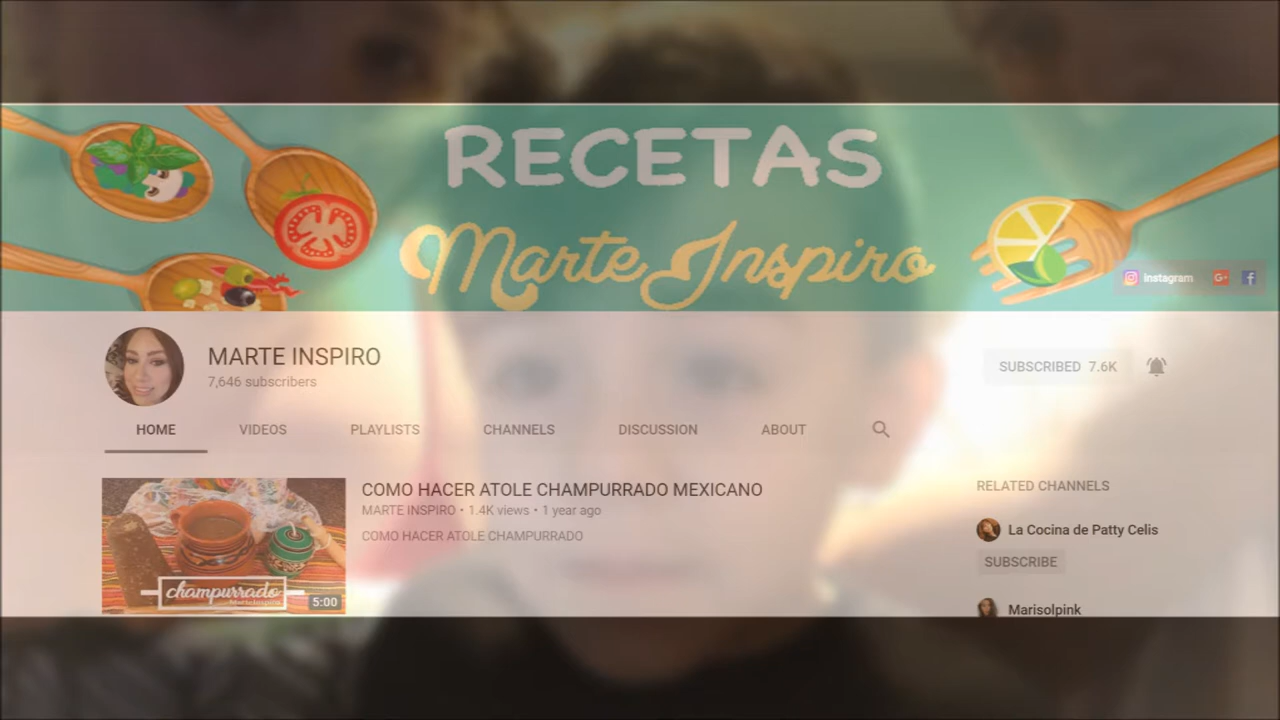 RECETAS
Marte Inspiro
Instagram
MARTE INSPIRO
7,646 subscribers
SUBSCRIBED 7.6K
HOME VIDEOS PLAYLISTS CHANNELS DISCUSSION ABOUT
COMO HACER ATOLE CHAMPURRADO MEXICANO
MARTE INSPIRO • 1.4K views • 1 year ago
COMO HACER ATOLE CHAMPURRADO
champurrado
MarteInspiro
5:00
RELATED CHANNELS
La Cocina de Patty Celis
SUBSCRIBE
Marisolpink